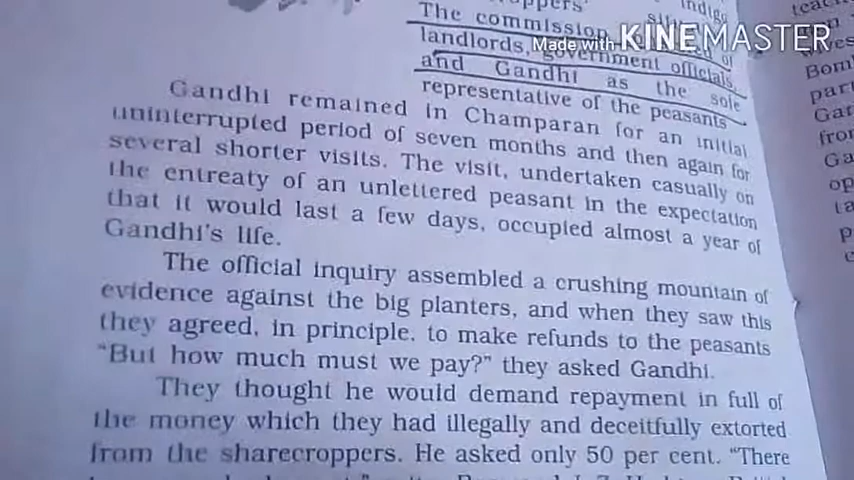 indigo
The commission
landlords, government officials,
and Gandhi as the sole
representative of the peasants
Made with KINEMASTER
Gandhi remained in Champaran for an initial
uninterrupted period of seven months and then again for
several shorter visits. The visit, undertaken casually on
the entreaty of an unlettered peasant in the expectation
that it would last a few days, occupied almost a year of
Gandhi's life.
The official inquiry assembled a crushing mountain of
evidence against the big planters, and when they saw this
they agreed, in principle, to make refunds to the peasants
"But how much must we pay?" they asked Gandhi.
They thought he would demand repayment in full of
the money which they had illegally and deceitfully extorted
from the sharecroppers. He asked only 50 per cent. "There